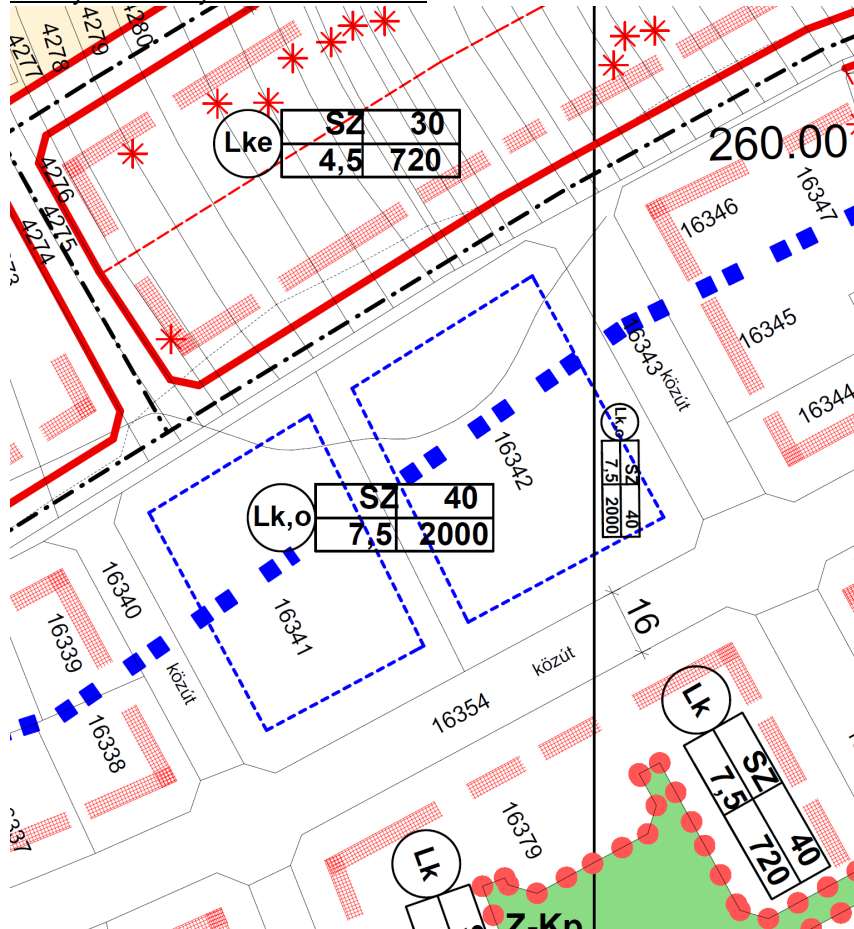 4277
4278
4279
4280
4276
4275
4274
Lke
SZ 30
4,5 720
260.00
16346
16347
16345
16343
közút
16344
16342
Lk,o
SZ 40
7,5 2000
Lk,o
SZ 40
7,5 2000
16340
16339
16341
közút
16338
16354
közút
16
Lk
SZ 40
7,5 720
16379
Lk
Z-Kp